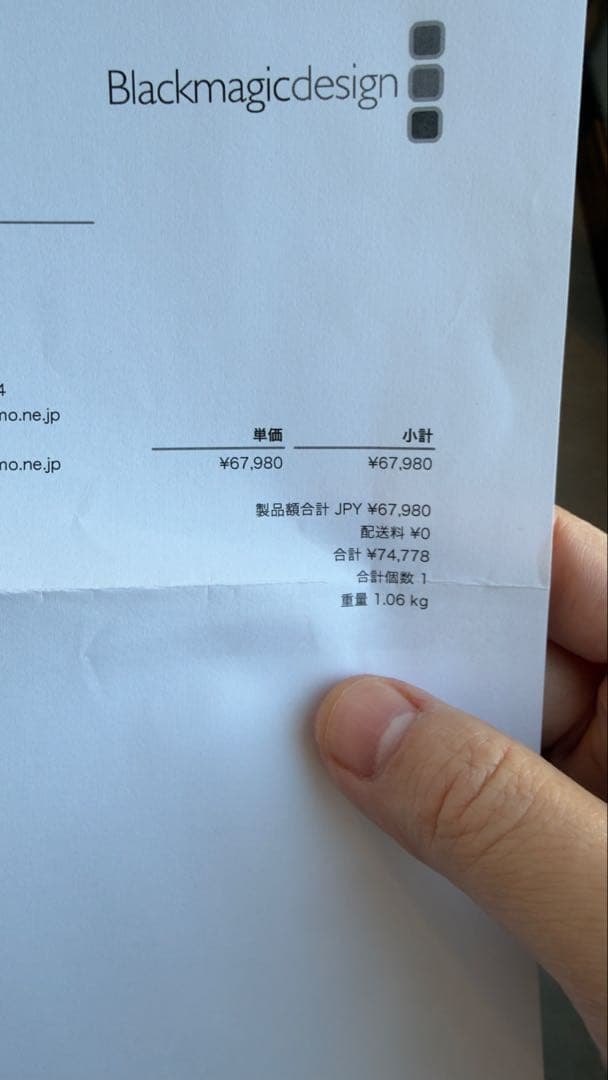 Blackmagicdesign
4
mo.ne.jp
mo.ne.jp
単価 小計
¥67,980 ¥67,980
製品額合計 JPY ¥67,980
配送料 ¥0
合計 ¥74,778
合計個数 1
重量 1.06 kg